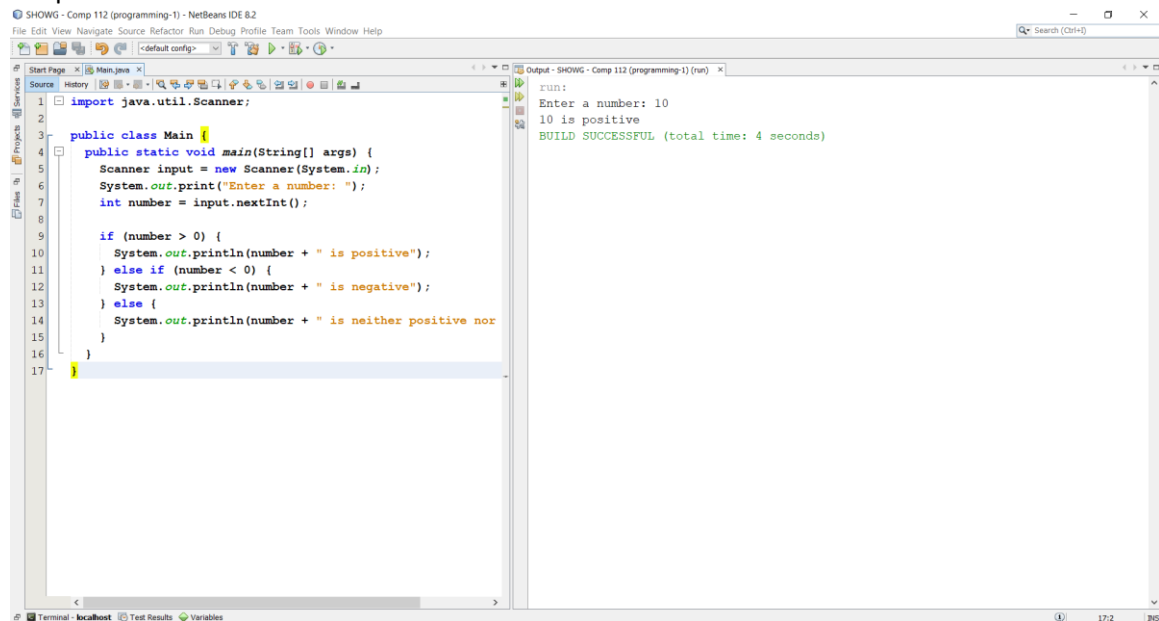 SHOWG - Comp 112 (programming-1) - NetBeans IDE 8.2
File Edit View Navigate Source Refactor Run Debug Profile Team Tools Window Help
Search (Ctrl+I)
<default config>
Start Page Main.java
Source History
1 import java.util.Scanner;
2
3 public class Main {
4 public static void main(String[] args) {
5 Scanner input = new Scanner(System.in);
6 System.out.print("Enter a number: ");
7 int number = input.nextInt();
8
9 if (number > 0) {
10 System.out.println(number + " is positive");
11 } else if (number < 0) {
12 System.out.println(number + " is negative");
13 } else {
14 System.out.println(number + " is neither positive nor
15 }
16 }
17 }
Services
Projects
Files
Output - SHOWG - Comp 112 (programming-1) (run)
run:
Enter a number: 10
10 is positive
BUILD SUCCESSFUL (total time: 4 seconds)
Terminal - localhost Test Results Variables
17:2 INS